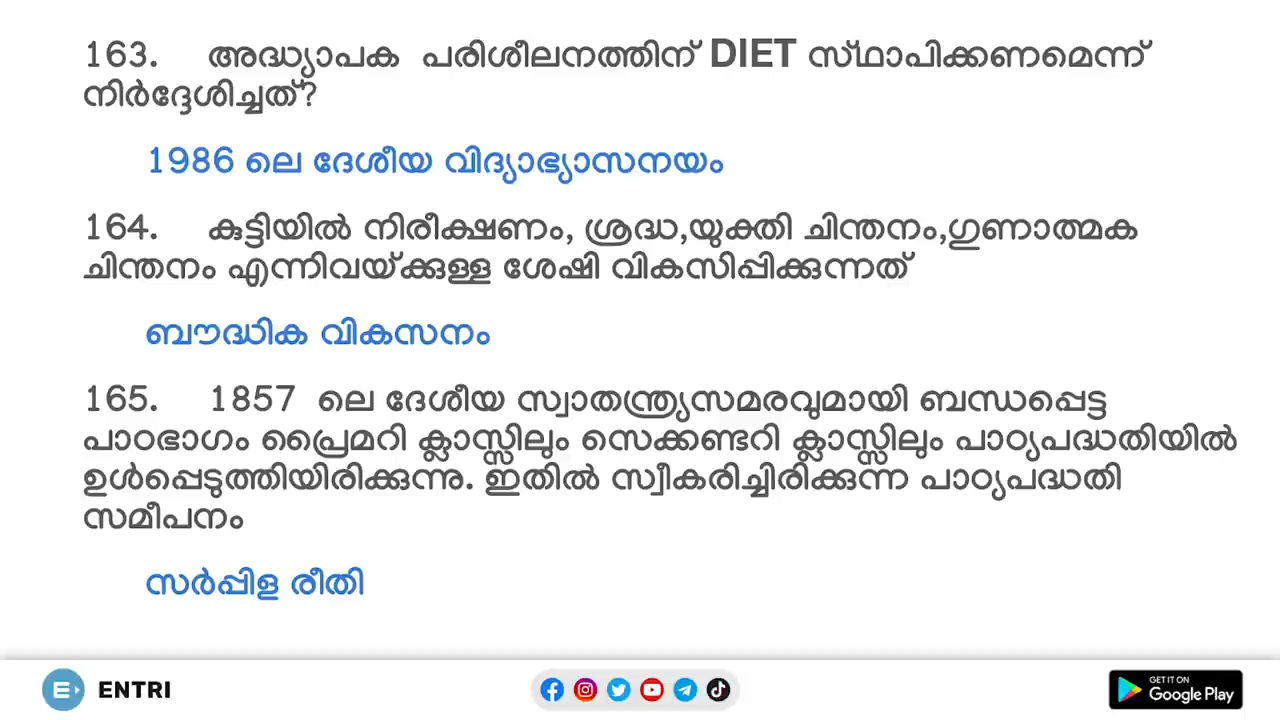 163. അദ്ധ്യാപക പരിശീലനത്തിന് DIET സ്ഥാപിക്കണമെന്ന്
നിർദ്ദേശിച്ചത്?
1986 ലെ ദേശീയ വിദ്യാഭ്യാസനയം
164. കുട്ടിയിൽ നിരീക്ഷണം, ശ്രദ്ധ,യുക്തി ചിന്തനം,ഗുണാത്മക
ചിന്തനം എന്നിവയ്ക്കുള്ള ശേഷി വികസിപ്പിക്കുന്നത്
ബൗദ്ധിക വികസനം
165. 1857 ലെ ദേശീയ സ്വാതന്ത്ര്യസമരവുമായി ബന്ധപ്പെട്ട
പാഠഭാഗം പ്രൈമറി ക്ലാസ്സിലും സെക്കണ്ടറി ക്ലാസ്സിലും പാഠ്യപദ്ധതിയിൽ
ഉൾപ്പെടുത്തിയിരിക്കുന്നു. ഇതിൽ സ്വീകരിച്ചിരിക്കുന്ന പാഠ്യപദ്ധതി
സമീപനം
സർപ്പിള രീതി
E ENTRI
GET IT ON
Google Play